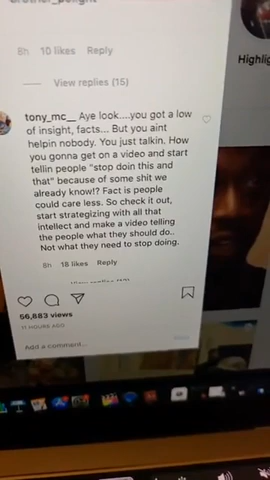 8h 10 likes Reply
Highlig
View replies (15)
tony_mc__ Aye look....you got a low
of insight, facts... But you aint
helpin nobody. You just talkin. How
you gonna get on a video and start
tellin people "stop doin this and
that" because of some shit we
already know!? Fact is people
could care less. So check it out,
start strategizing with all that
intellect and make a video telling
the people what they should do..
Not what they need to stop doing.
8h 18 likes Reply
56,883 views
11 HOURS AGO
Add a comment...